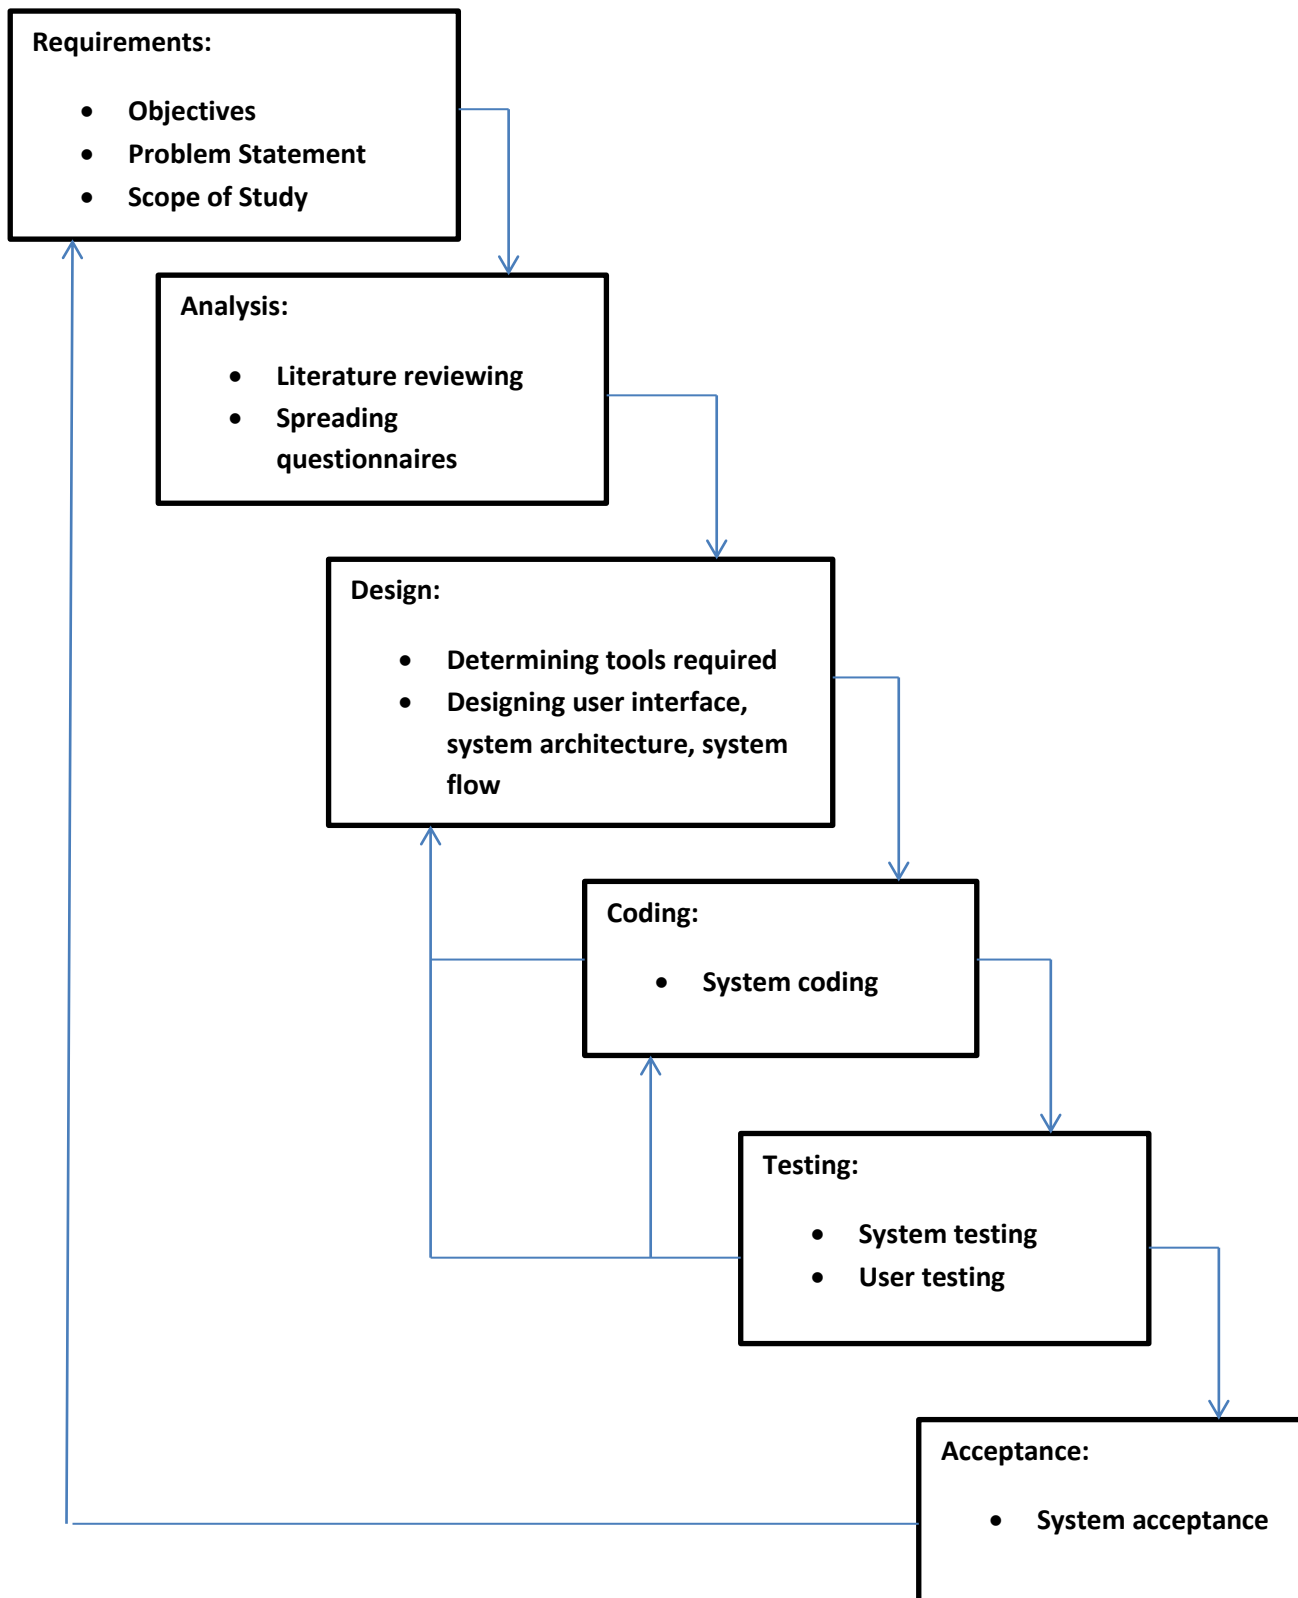 Requirements:
• Objectives
• Problem Statement
• Scope of Study
Analysis:
• Literature reviewing
• Spreading
questionnaires
Design:
• Determining tools required
• Designing user interface,
system architecture, system
flow
Coding:
• System coding
Testing:
• System testing
• User testing
Acceptance:
• System acceptance